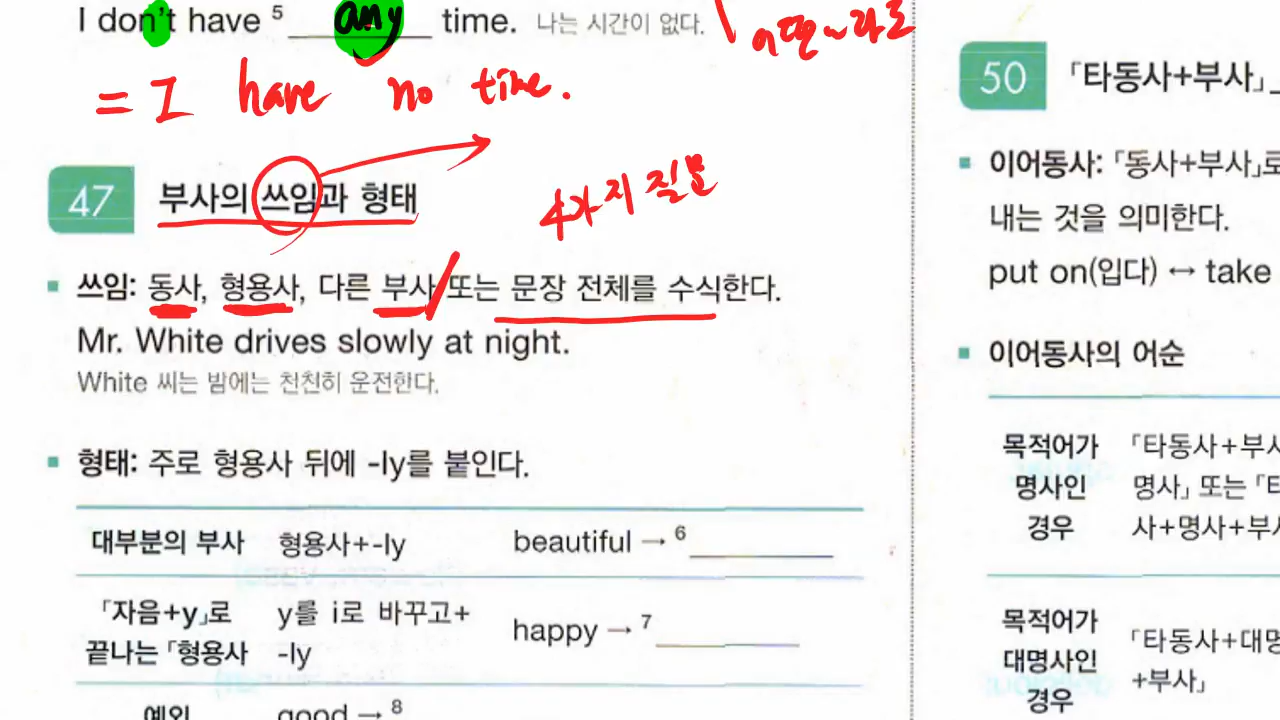 I don't have ⁵ any time. 나는 시간이 없다.
어떤~라도
= I have no time.
47 부사의 쓰임과 형태
4가지 질문
쓰임: 동사, 형용사, 다른 부사/또는 문장 전체를 수식한다.
Mr. White drives slowly at night.
White 씨는 밤에는 천천히 운전한다.
형태: 주로 형용사 뒤에 -ly를 붙인다.
대부분의 부사 형용사+-ly beautiful → ⁶
「자음+y」로 끝나는 「형용사 y를 i로 바꾸고+ -ly happy → ⁷
예외 good → ⁸
50 「타동사+부사」
이어동사: 「동사+부사」로
내는 것을 의미한다.
put on(입다) ↔ take
이어동사의 어순
목적어가 「타동사+부사
명사인 명사」 또는 「타
경우 사+명사+부사
목적어가
대명사인 「타동사+대명
경우 +부사」